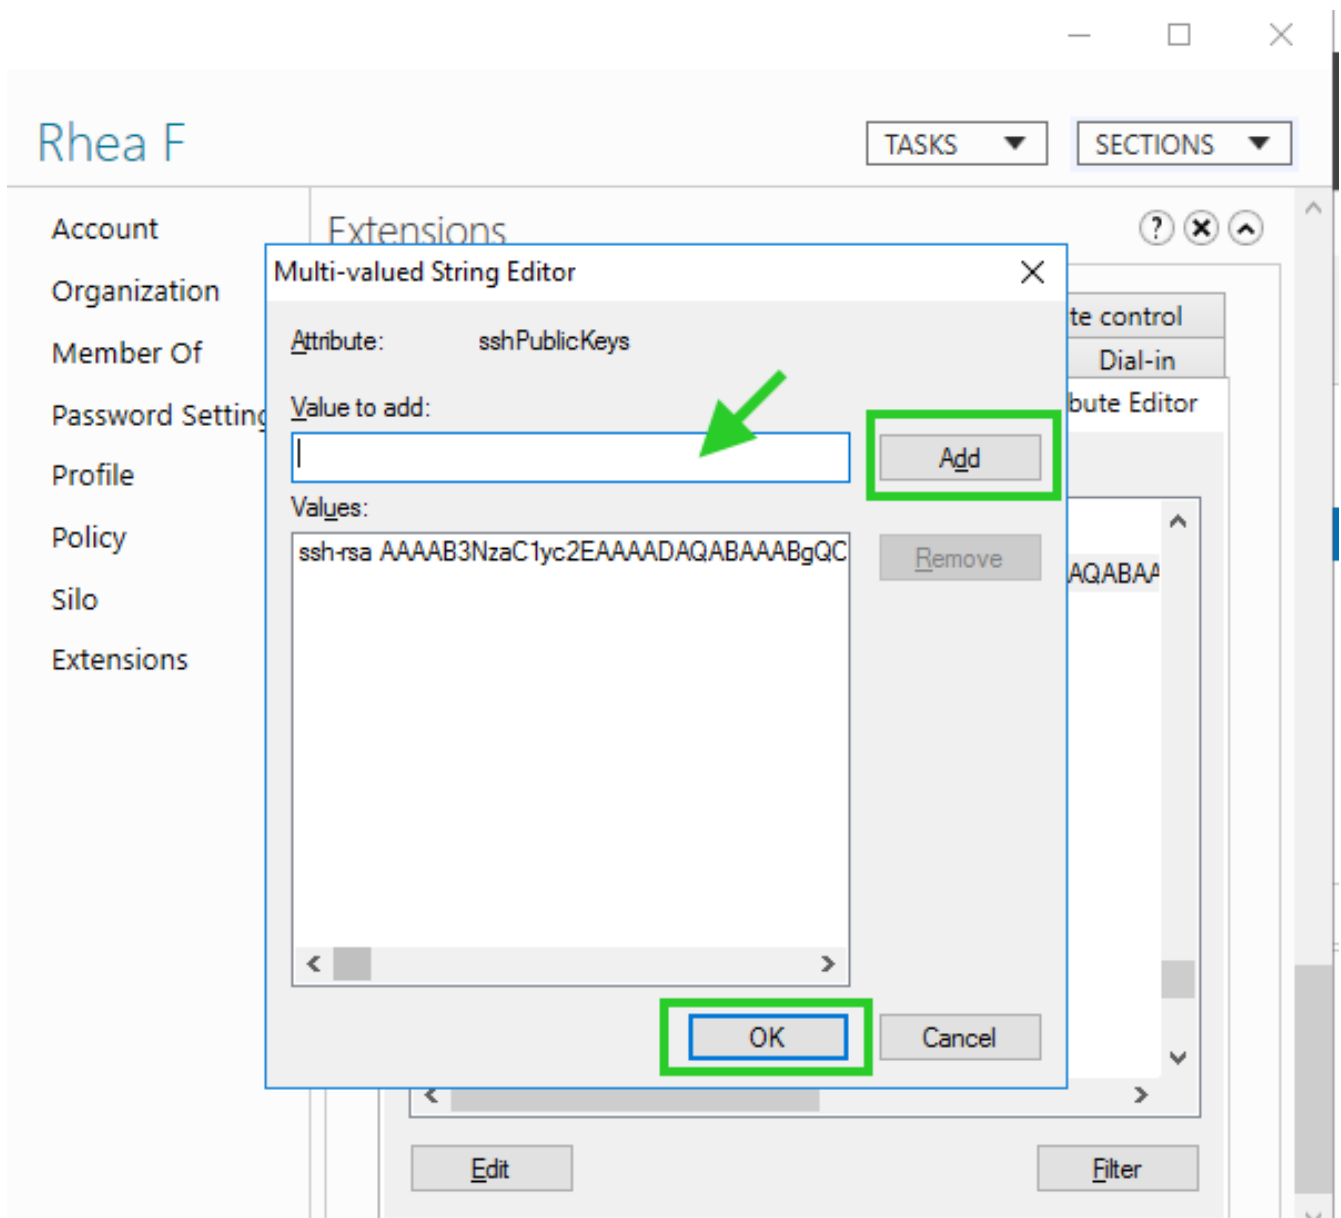 Rhea F
TASKS
SECTIONS
Account
Organization
Member Of
Password Setting
Profile
Policy
Silo
Extensions
Extensions
?
te control
Dial-in
bute Editor
AQABAA
Multi-valued String Editor
Attribute: sshPublicKeys
Value to add:
Add
Values:
ssh-rsa AAAAB3NzaC1yc2EAAAADAQABAAABgQC
Remove
OK
Cancel
Edit
Filter